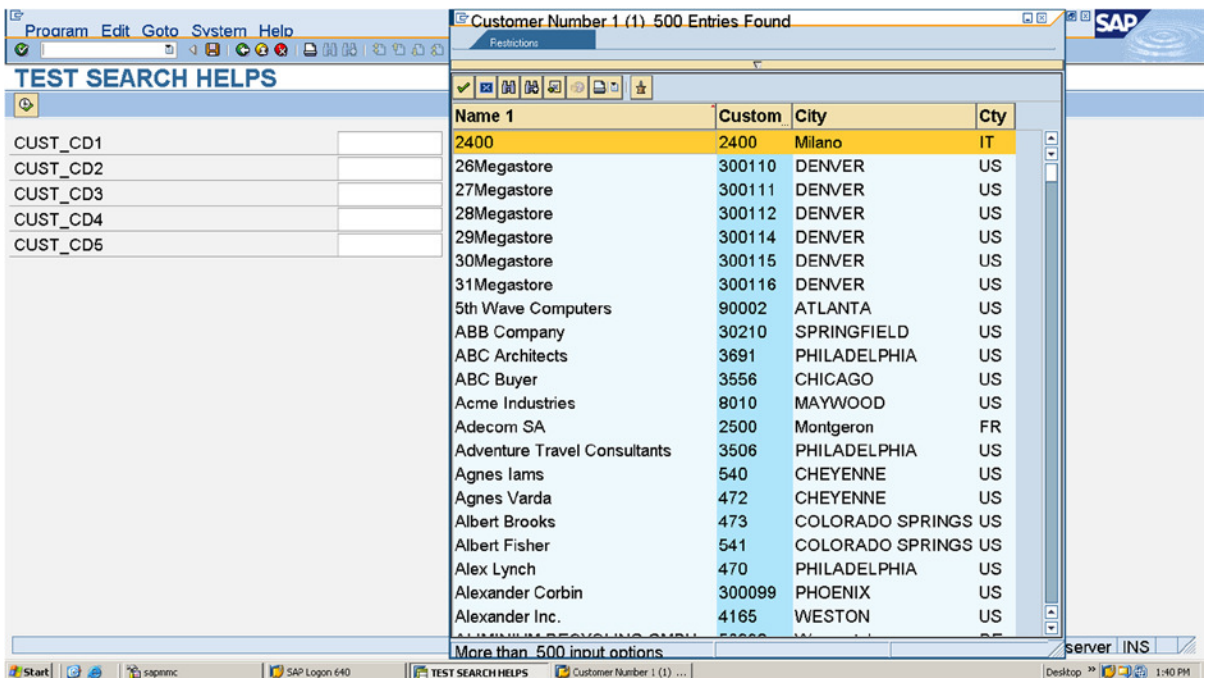 Program Edit Goto System Help
TEST SEARCH HELPS
CUST_CD1
CUST_CD2
CUST_CD3
CUST_CD4
CUST_CD5
Customer Number 1 (1) 500 Entries Found
Restrictions
SAP
Name 1 Custom... City Cty
2400 2400 Milano IT
26Megastore 300110 DENVER US
27Megastore 300111 DENVER US
28Megastore 300112 DENVER US
29Megastore 300114 DENVER US
30Megastore 300115 DENVER US
31Megastore 300116 DENVER US
5th Wave Computers 90002 ATLANTA US
ABB Company 30210 SPRINGFIELD US
ABC Architects 3691 PHILADELPHIA US
ABC Buyer 3556 CHICAGO US
Acme Industries 8010 MAYWOOD US
Adecom SA 2500 Montgeron FR
Adventure Travel Consultants 3506 PHILADELPHIA US
Agnes Iams 540 CHEYENNE US
Agnes Varda 472 CHEYENNE US
Albert Brooks 473 COLORADO SPRINGS US
Albert Fisher 541 COLORADO SPRINGS US
Alex Lynch 470 PHILADELPHIA US
Alexander Corbin 300099 PHOENIX US
Alexander Inc. 4165 WESTON US
More than 500 input options
server INS
Start sapmmc SAP Logon 640 TEST SEARCH HELPS Customer Number 1 (1) ... Desktop » 1:40 PM